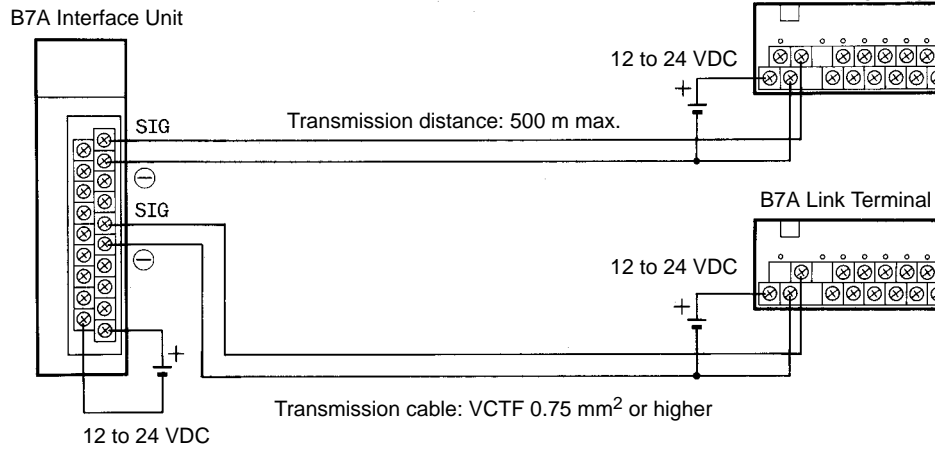 B7A Interface Unit
12 to 24 VDC
+
SIG
Transmission distance: 500 m max.
−
B7A Link Terminal
SIG
12 to 24 VDC
−
+
+
Transmission cable: VCTF 0.75 mm² or higher
12 to 24 VDC